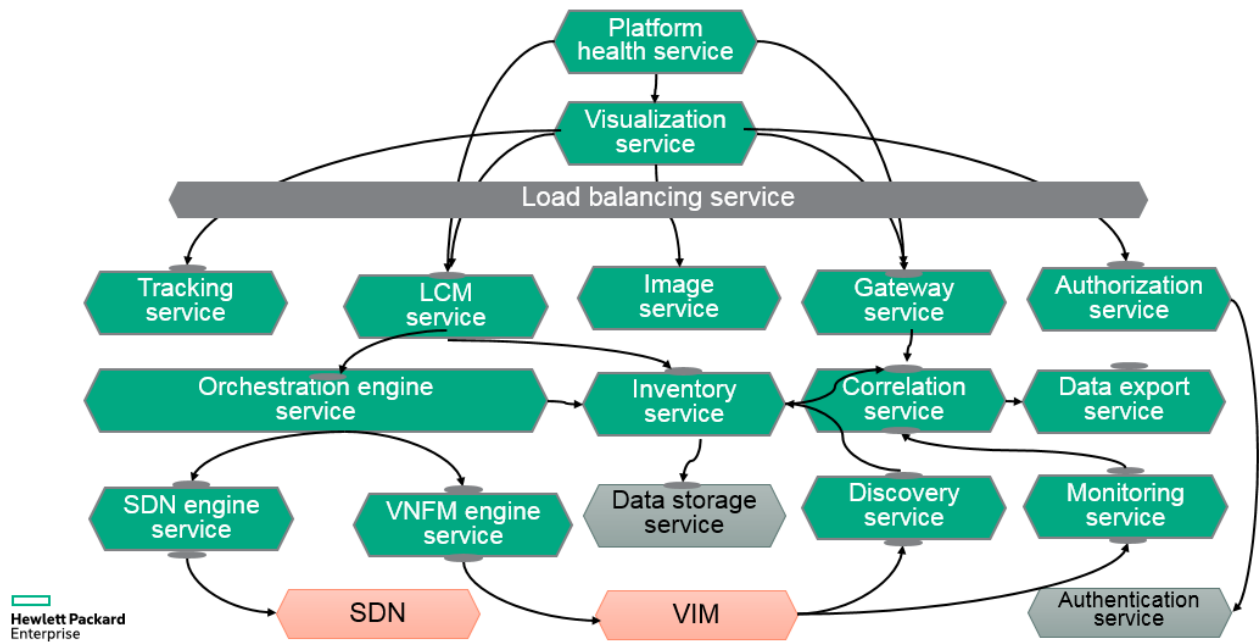 Platform
health service
Visualization
service
Load balancing service
Tracking
service
LCM
service
Image
service
Gateway
service
Authorization
service
Orchestration engine
service
Inventory
service
Correlation
service
Data export
service
SDN engine
service
VNFM engine
service
Data storage
service
Discovery
service
Monitoring
service
SDN
VIM
Authentication
service
Hewlett Packard
Enterprise